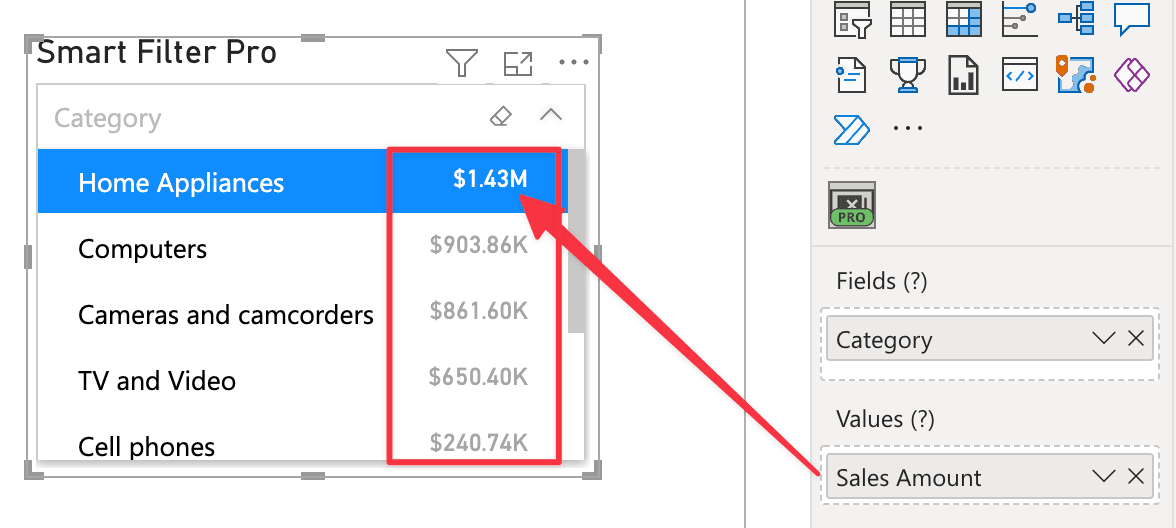 Smart Filter Pro
Category
Home Appliances $1.43M
Computers $903.86K
Cameras and camcorders $861.60K
TV and Video $650.40K
Cell phones $240.74K
PRO
Fields (?)
Category
Values (?)
Sales Amount